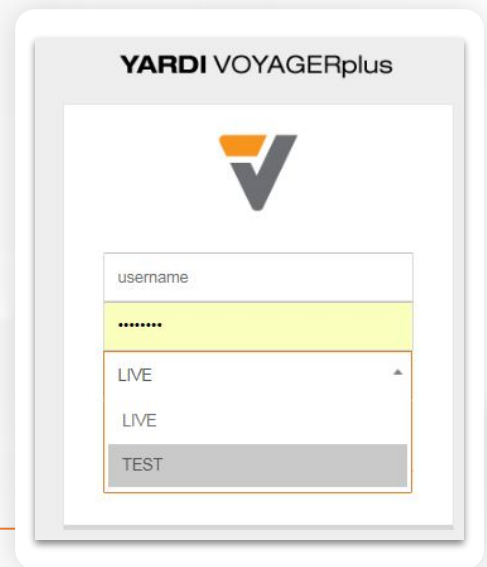 YARDI VOYAGERplus
username
••••••••
LIVE
LIVE
TEST